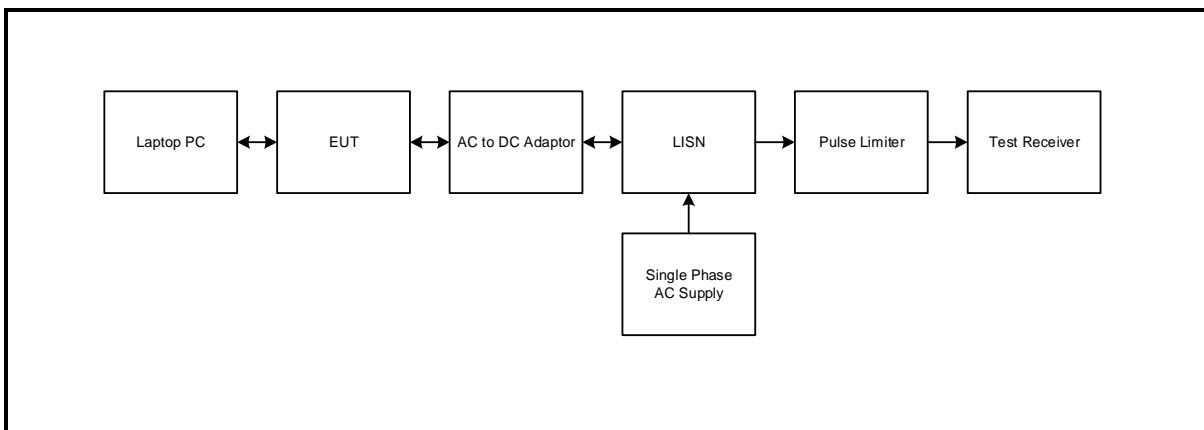 Laptop PC
EUT
AC to DC Adaptor
LISN
Pulse Limiter
Test Receiver
Single Phase
AC Supply